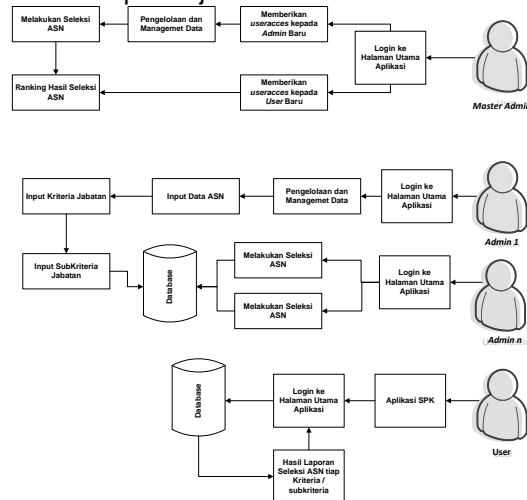 Melakukan Seleksi
ASN
Pengelolaan dan
Managemet Data
Memberikan
useracces kepada
Admin Baru
Login ke
Halaman Utama
Aplikasi
Ranking Hasil Seleksi
ASN
Memberikan
useracces kepada
User Baru
Master Admin
Input Kriteria Jabatan
Input Data ASN
Pengelolaan dan
Managemet Data
Login ke
Halaman Utama
Aplikasi
Admin 1
Input SubKriteria
Jabatan
Database
Melakukan Seleksi
ASN
Melakukan Seleksi
ASN
Login ke
Halaman Utama
Aplikasi
Admin n
Database
Login ke
Halaman Utama
Aplikasi
Aplikasi SPK
User
Hasil Laporan
Seleksi ASN tiap
Kriteria /
subkriteria